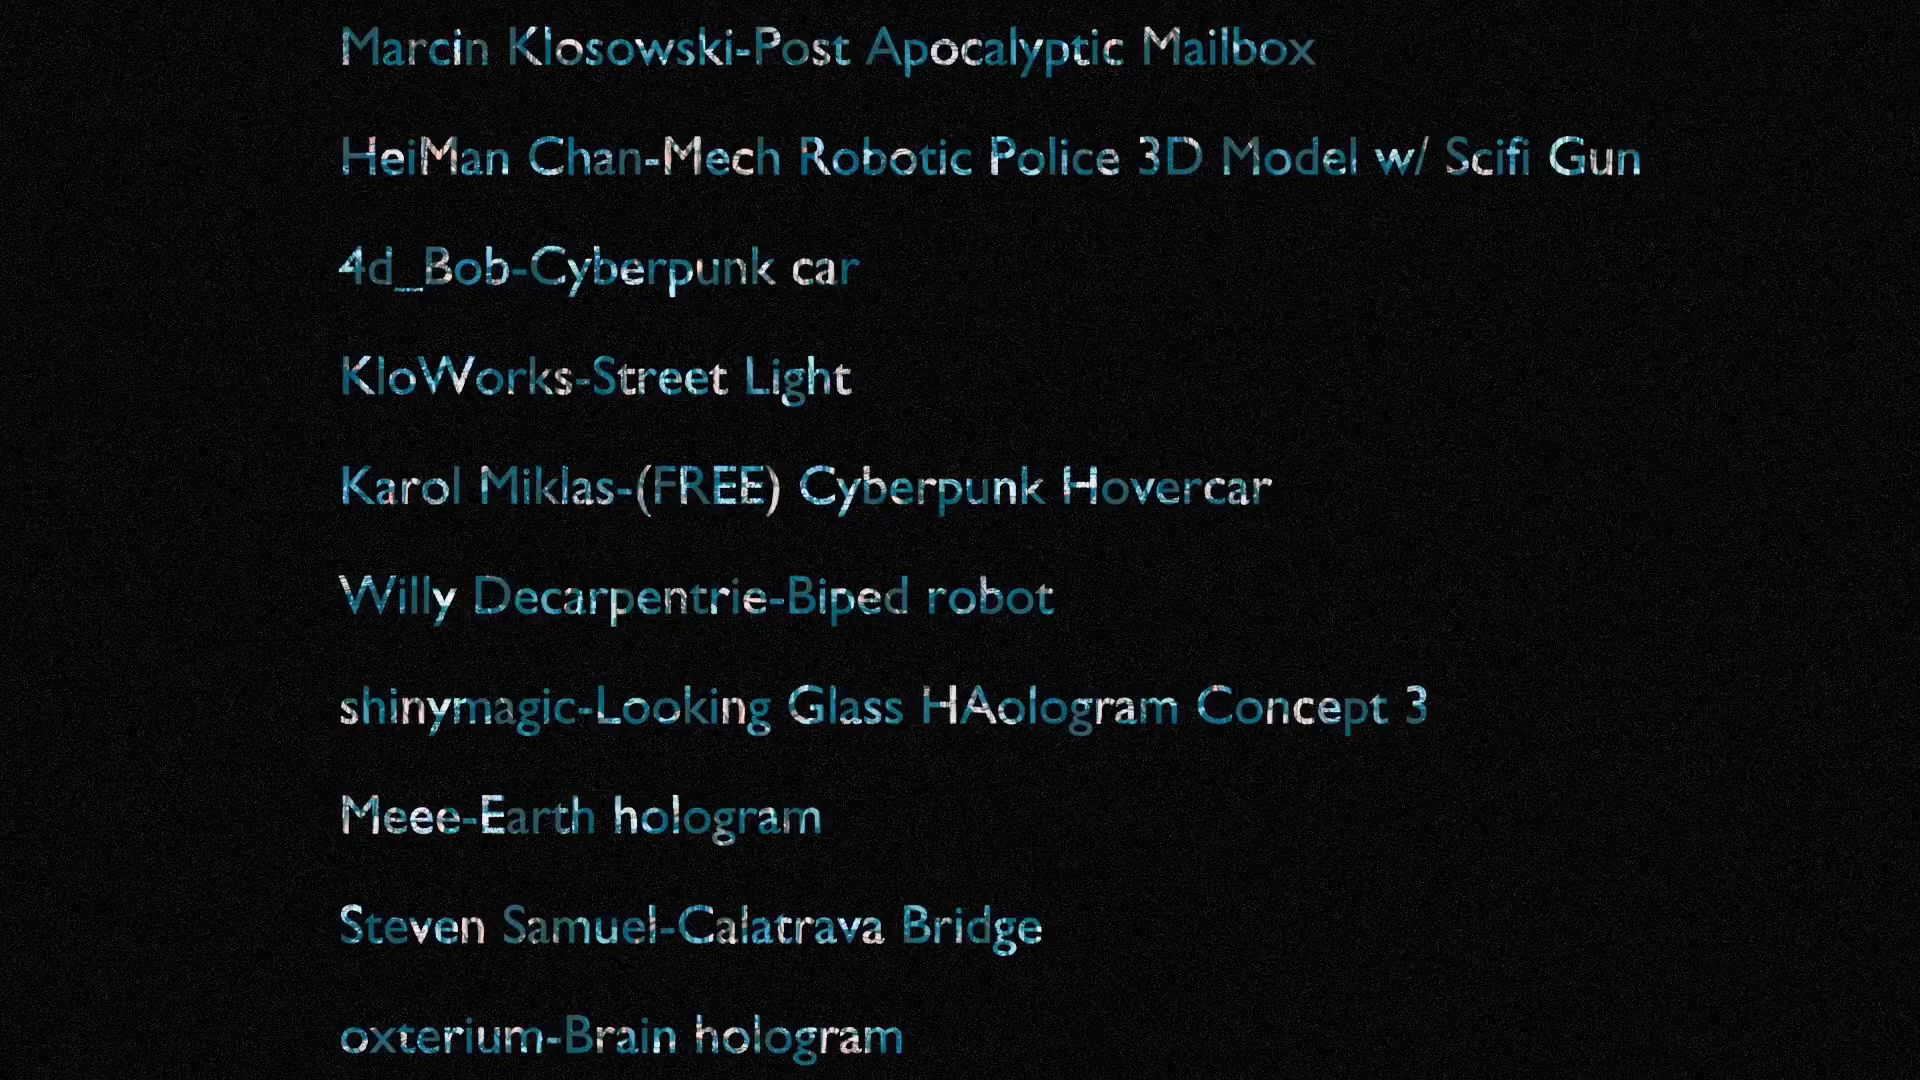 Marcin Klosowski-Post Apocalyptic Mailbox
HeiMan Chan-Mech Robotic Police 3D Model w/ Scifi Gun
4d_Bob-Cyberpunk car
KloWorks-Street Light
Karol Miklas-(FREE) Cyberpunk Hovercar
Willy Decarpentrie-Biped robot
shinymagic-Looking Glass HAologram Concept 3
Meee-Earth hologram
Steven Samuel-Calatrava Bridge
oxterium-Brain hologram